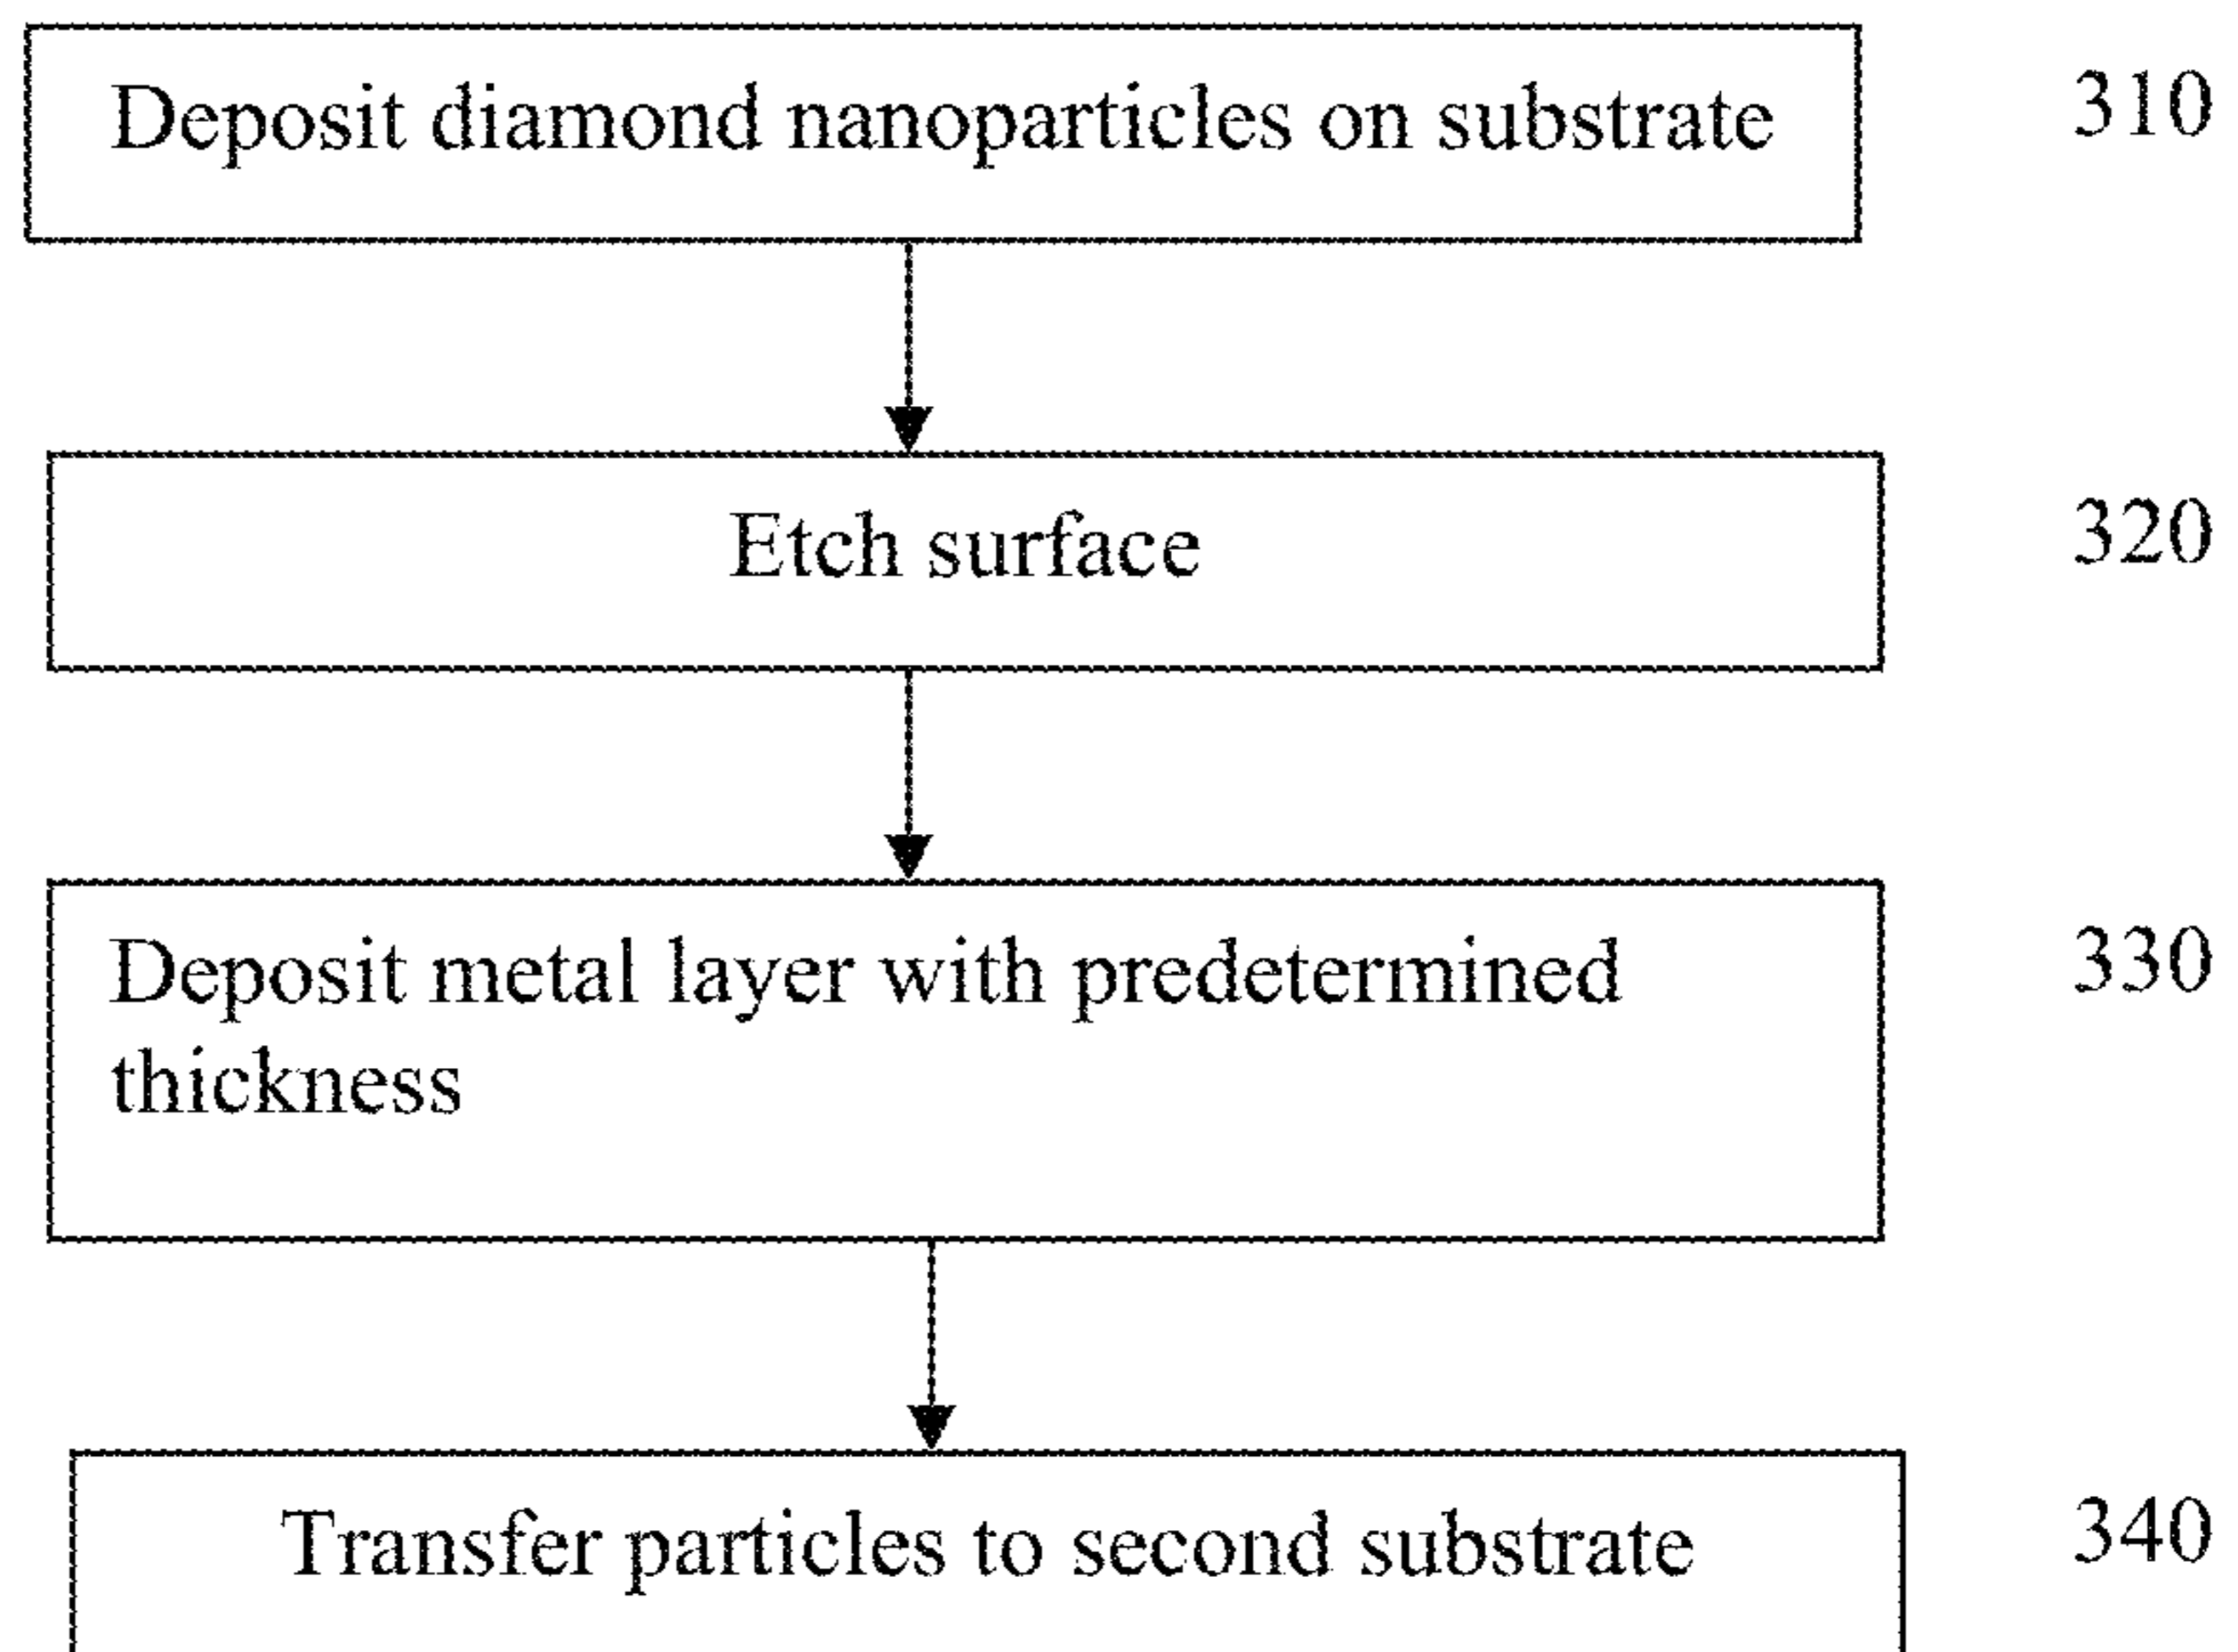 Deposit diamond nanoparticles on substrate 310
Etch surface 320
Deposit metal layer with predetermined 330
thickness
Transfer particles to second substrate 340